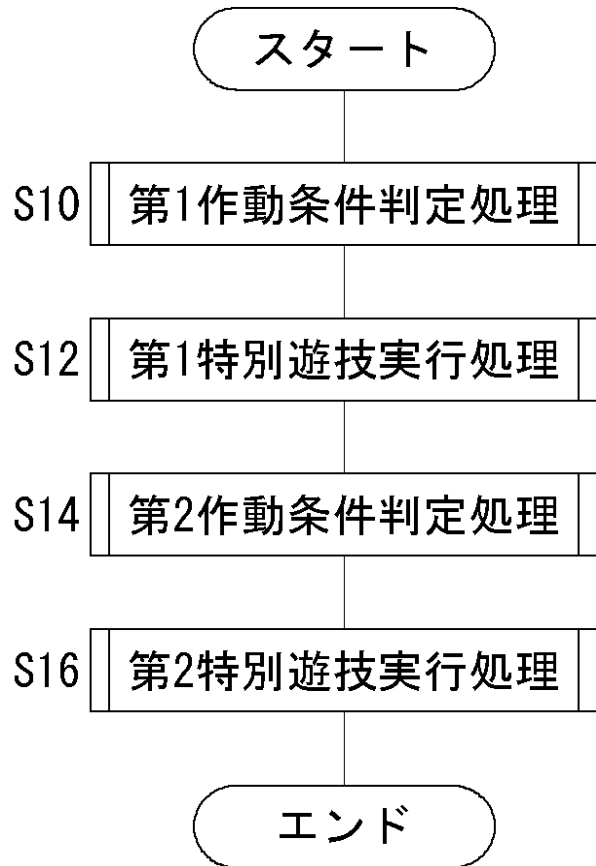 スタート
S10 第1作動条件判定処理
S12 第1特別遊技実行処理
S14 第2作動条件判定処理
S16 第2特別遊技実行処理
エンド